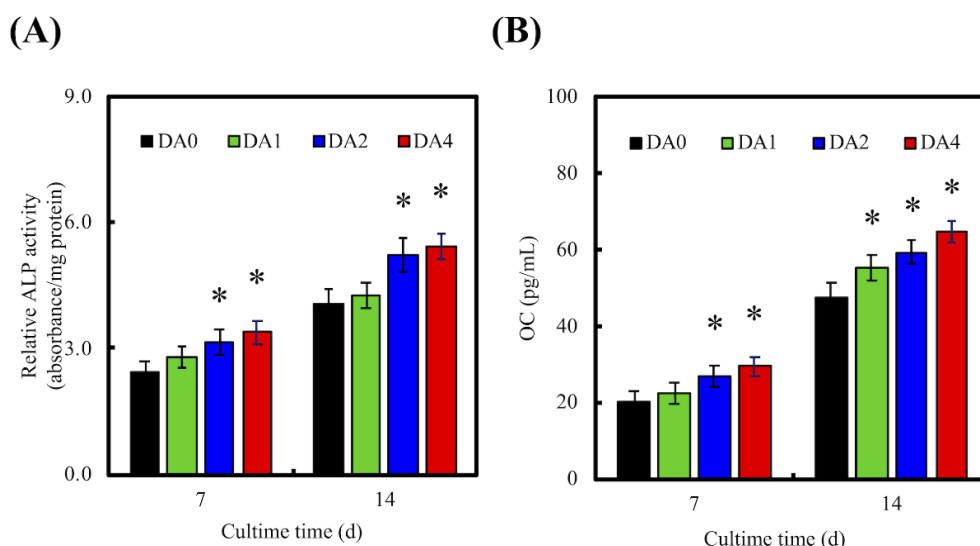 (A)
9.0
DA0 DA1 DA2 DA4
* *
6.0
* *
3.0
0.0
7 14
Relative ALP activity
(absorbance/mg protein)
Cultime time (d)
(B)
100
DA0 DA1 DA2 DA4
80
* * *
60
40
* *
20
0
7 14
OC (pg/mL)
Cultime time (d)